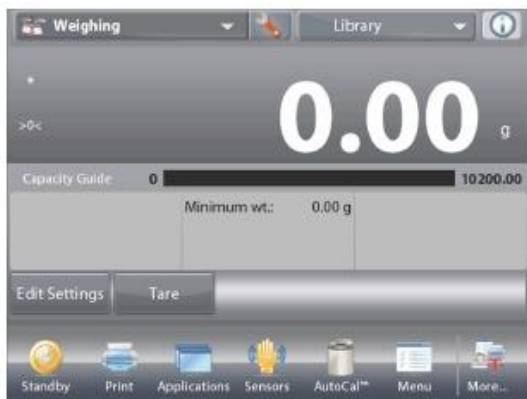 Weighing
Library
*
>0<
0.00 g
Capacity Guide 0 10200.00
Minimum wt.: 0.00 g
Edit Settings Tare
Standby Print Applications Sensors AutoCal™ Menu More...